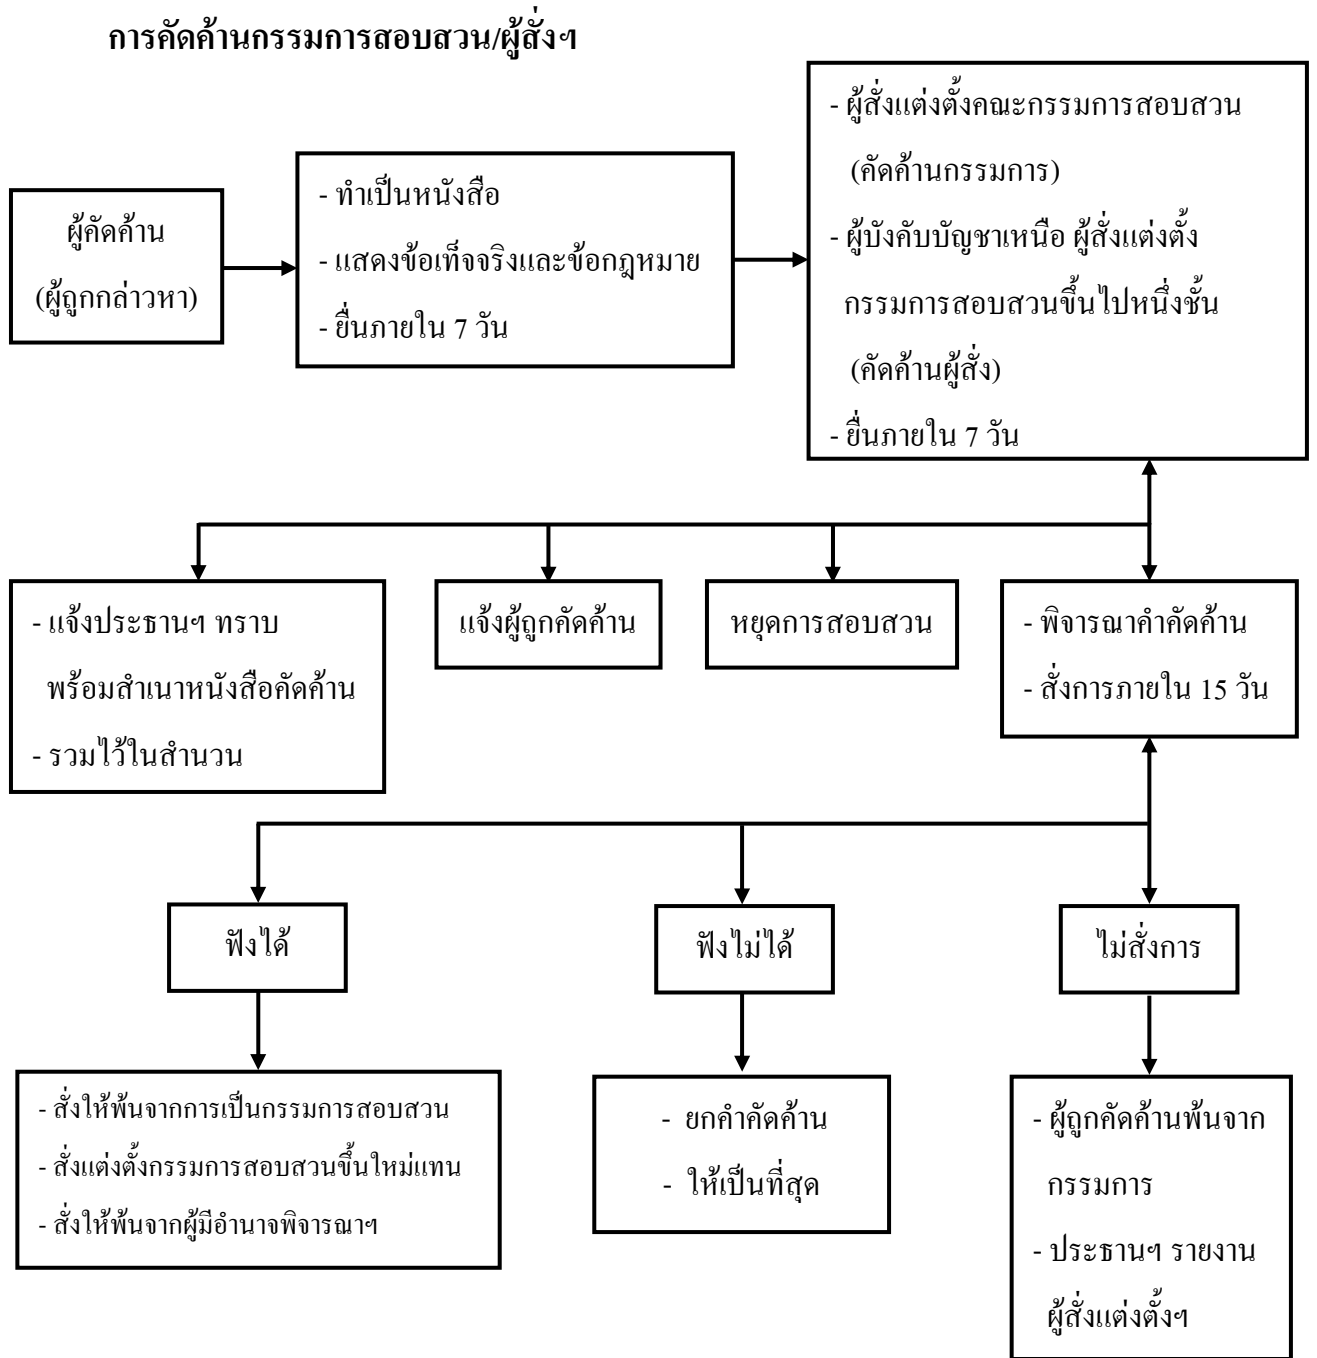 การคัดค้านกรรมการสอบสวน/ผู้สั่งฯ
ผู้คัดค้าน
(ผู้ถูกกล่าวหา)
- ทำเป็นหนังสือ
- แสดงข้อเท็จจริงและข้อกฎหมาย
- ยื่นภายใน 7 วัน
- ผู้สั่งแต่งตั้งคณะกรรมการสอบสวน
(คัดค้านกรรมการ)
- ผู้บังคับบัญชาเหนือ ผู้สั่งแต่งตั้ง
กรรมการสอบสวนขึ้นไปหนึ่งชั้น
(คัดค้านผู้สั่ง)
- ยื่นภายใน 7 วัน
- แจ้งประธานฯ ทราบ
พร้อมสำเนาหนังสือคัดค้าน
- รวมไว้ในสำนวน
แจ้งผู้ถูกคัดค้าน
หยุดการสอบสวน
- พิจารณาคำคัดค้าน
- สั่งการภายใน 15 วัน
ฟังได้
ฟังไม่ได้
ไม่สั่งการ
- สั่งให้พ้นจากการเป็นกรรมการสอบสวน
- สั่งแต่งตั้งกรรมการสอบสวนขึ้นใหม่แทน
- สั่งให้พ้นจากผู้มีอำนาจพิจารณาฯ
- ยกคำคัดค้าน
- ให้เป็นที่สุด
- ผู้ถูกคัดค้านพ้นจาก
กรรมการ
- ประธานฯ รายงาน
ผู้สั่งแต่งตั้งฯ